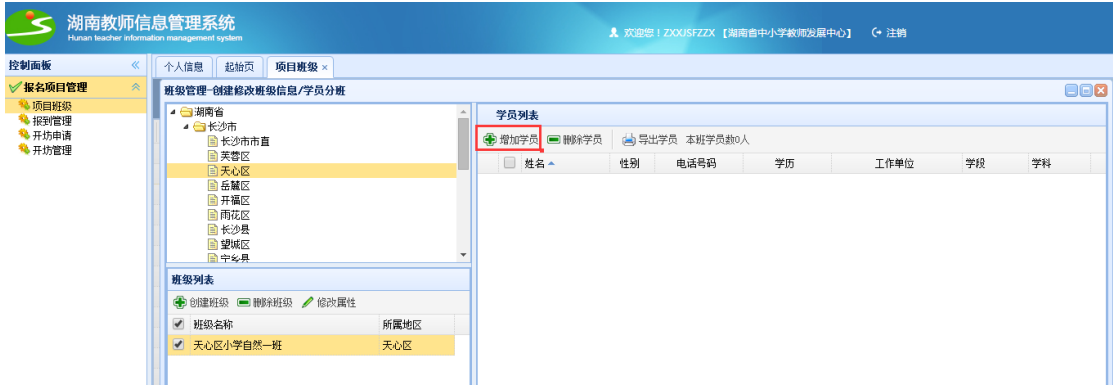 湖南教师信息管理系统
Hunan teacher information management system
欢迎您！ZXXJSFZZX 【湖南省中小学教师发展中心】 注销
控制面板
个人信息 起始页 项目班级 ×
报名项目管理
班级管理-创建修改班级信息/学员分班
项目班级
报到管理
开坊申请
开坊管理
湖南省
长沙市
长沙市市直
芙蓉区
天心区
岳麓区
开福区
雨花区
长沙县
望城区
宁乡县
学员列表
增加学员 删除学员 导出学员 本班学员数0人
姓名 性别 电话号码 学历 工作单位 学段 学科
班级列表
创建班级 删除班级 修改属性
班级名称 所属地区
天心区小学自然一班 天心区